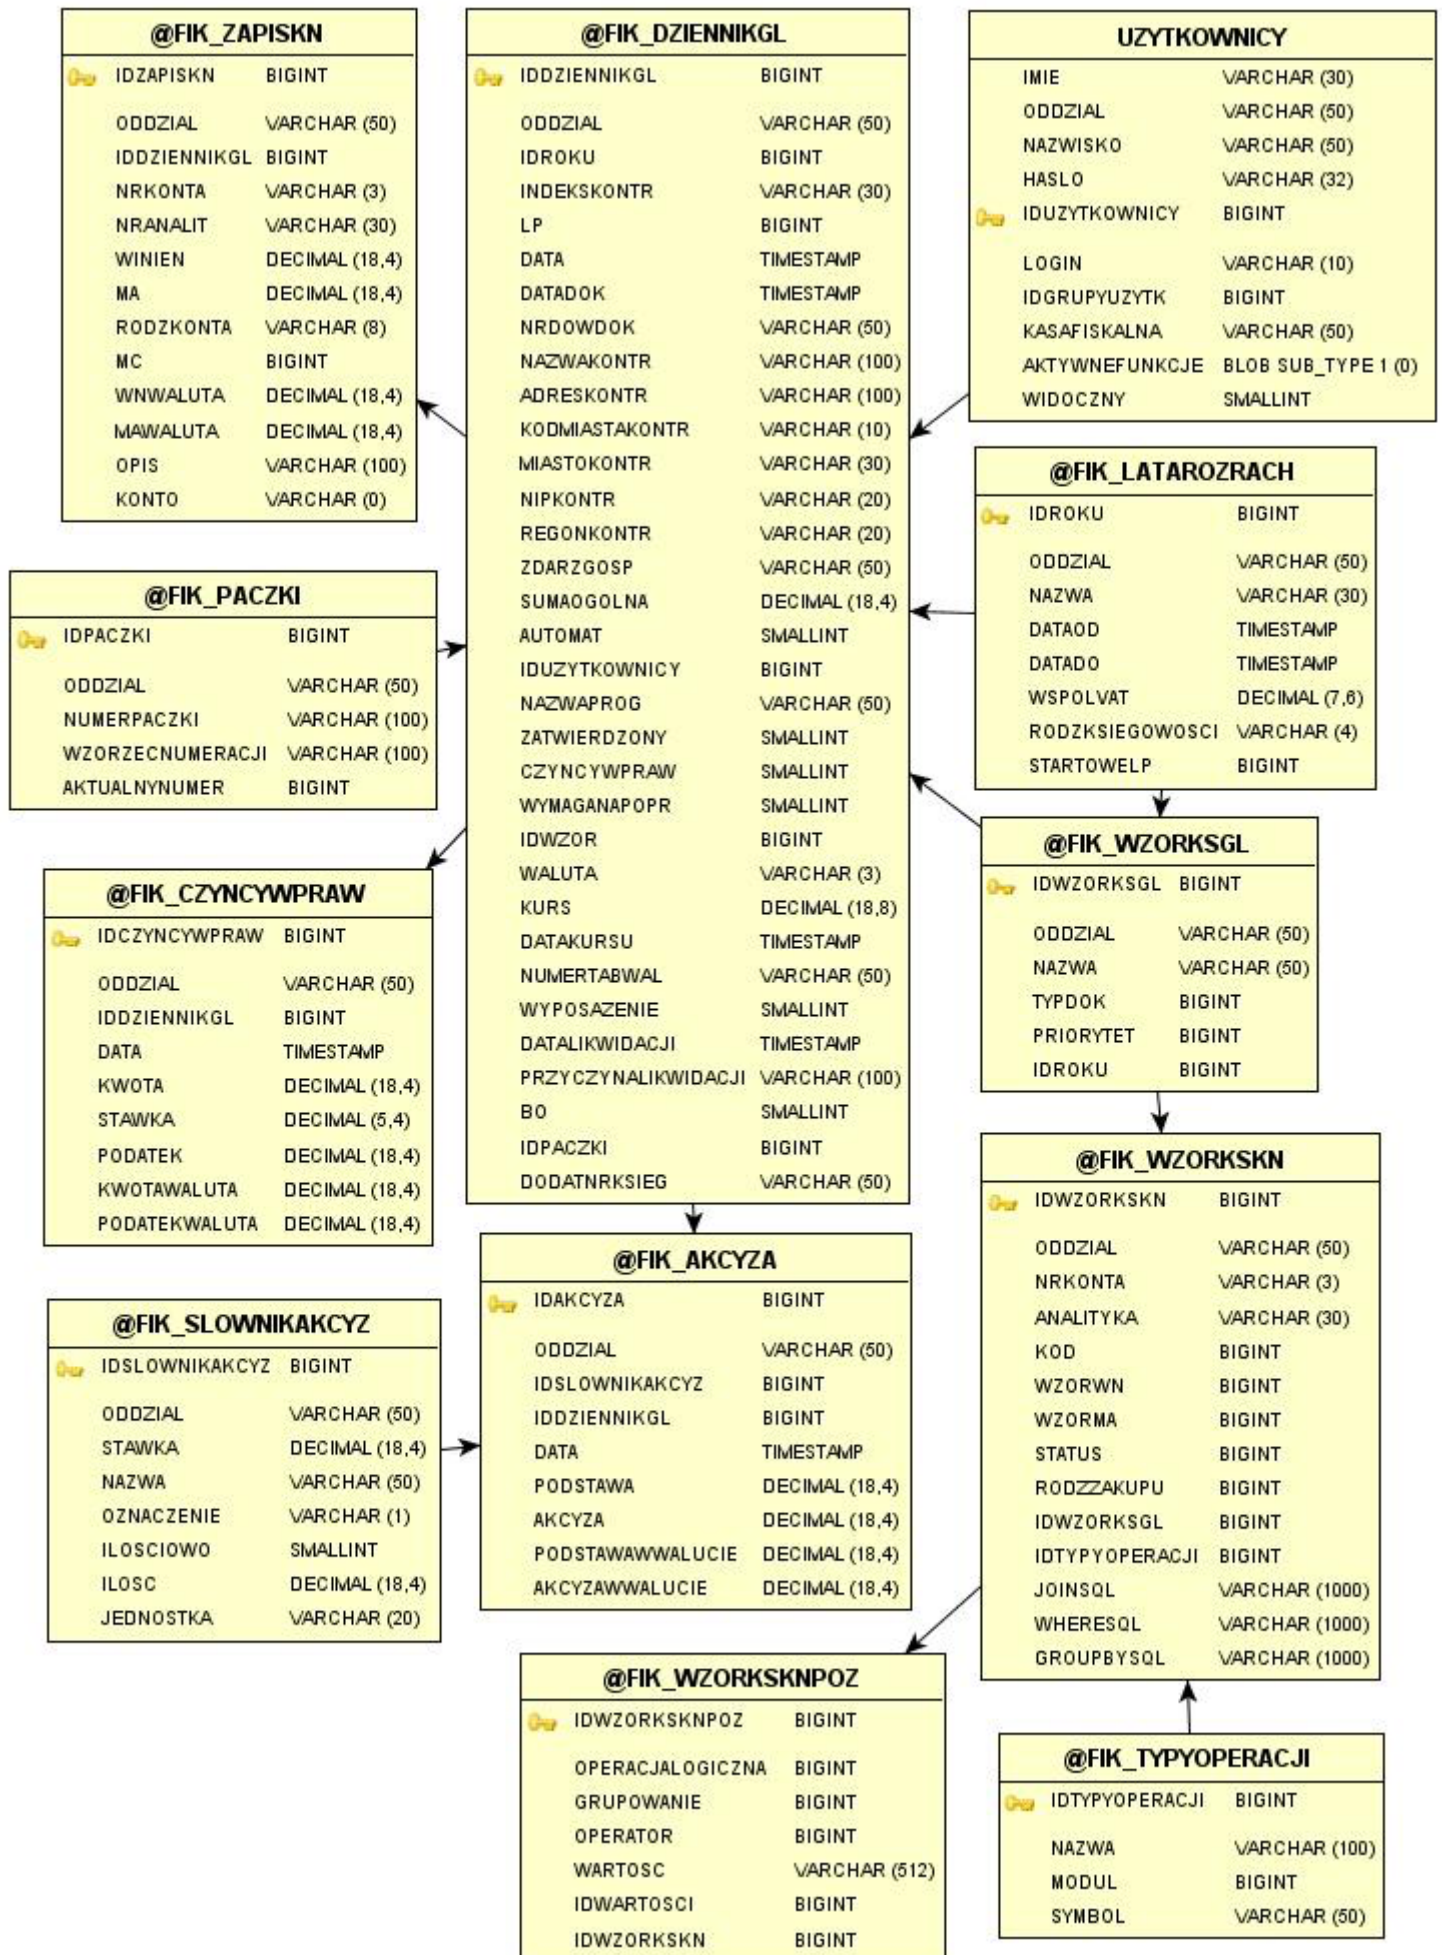 @FIK_ZAPISKN
IDZAPISKN BIGINT
ODDZIAL VARCHAR (50)
IDDZIENNIKGL BIGINT
NRKONTA VARCHAR (3)
NRANALIT VARCHAR (30)
WINIEN DECIMAL (18,4)
MA DECIMAL (18,4)
RODZKONTA VARCHAR (8)
MC BIGINT
WNWALUTA DECIMAL (18,4)
MAWALUTA DECIMAL (18,4)
OPIS VARCHAR (100)
KONTO VARCHAR (0)
@FIK_PACZKI
IDPACZKI BIGINT
ODDZIAL VARCHAR (50)
NUMERPACZKI VARCHAR (100)
WZORZECNUMERACJI VARCHAR (100)
AKTUALNYNUMER BIGINT
@FIK_CZYNCYWPRAW
IDCZYNCYWPRAW BIGINT
ODDZIAL VARCHAR (50)
IDDZIENNIKGL BIGINT
DATA TIMESTAMP
KWOTA DECIMAL (18,4)
STAWKA DECIMAL (5,4)
PODATEK DECIMAL (18,4)
KWOTAWALUTA DECIMAL (18,4)
PODATEKWALUTA DECIMAL (18,4)
@FIK_SLOWNIKAKCYZ
IDSLOWNIKAKCYZ BIGINT
ODDZIAL VARCHAR (50)
STAWKA DECIMAL (18,4)
NAZWA VARCHAR (50)
OZNACZENIE VARCHAR (1)
ILOSCIOWO SMALLINT
ILOSC DECIMAL (18,4)
JEDNOSTKA VARCHAR (20)
@FIK_DZIENNIKGL
IDDZIENNIKGL BIGINT
ODDZIAL VARCHAR (50)
IDROKU BIGINT
INDEKSKONTR VARCHAR (30)
LP BIGINT
DATA TIMESTAMP
DATADOK TIMESTAMP
NRDOWDOK VARCHAR (50)
NAZWAKONTR VARCHAR (100)
ADRESKONTR VARCHAR (100)
KODMIASTAKONTR VARCHAR (10)
MIASTOKONTR VARCHAR (30)
NIPKONTR VARCHAR (20)
REGONKONTR VARCHAR (20)
ZDARZGOSP VARCHAR (50)
SUMAOGOLNA DECIMAL (18,4)
AUTOMAT SMALLINT
IDUZYTKOWNICY BIGINT
NAZWAPROG VARCHAR (50)
ZATWIERDZONY SMALLINT
CZYNCYWPRAW SMALLINT
WYMAGANAPOPR SMALLINT
IDWZOR BIGINT
WALUTA VARCHAR (3)
KURS DECIMAL (18,8)
DATAKURSU TIMESTAMP
NUMERTABWAL VARCHAR (50)
WYPOSAZENIE SMALLINT
DATALIKWIDACJI TIMESTAMP
PRZYCZYNALIKWIDACJI VARCHAR (100)
BO SMALLINT
IDPACZKI BIGINT
DODATNRKSIEG VARCHAR (50)
@FIK_AKCYZA
IDAKCYZA BIGINT
ODDZIAL VARCHAR (50)
IDSLOWNIKAKCYZ BIGINT
IDDZIENNIKGL BIGINT
DATA TIMESTAMP
PODSTAWA DECIMAL (18,4)
AKCYZA DECIMAL (18,4)
PODSTAWAWWALUCIE DECIMAL (18,4)
AKCYZAWWALUCIE DECIMAL (18,4)
@FIK_WZORKSKNPOZ
IDWZORKSKNPOZ BIGINT
OPERACJALOGICZNA BIGINT
GRUPOWANIE BIGINT
OPERATOR BIGINT
WARTOSC VARCHAR (512)
IDWARTOSCI BIGINT
IDWZORKSKN BIGINT
UZYTKOWNICY
IMIE VARCHAR (30)
ODDZIAL VARCHAR (50)
NAZWISKO VARCHAR (50)
HASLO VARCHAR (32)
IDUZYTKOWNICY BIGINT
LOGIN VARCHAR (10)
IDGRUPYUZYTK BIGINT
KASAFISKALNA VARCHAR (50)
AKTYWNEFUNKCJE BLOB SUB_TYPE 1 (0)
WIDOCZNY SMALLINT
@FIK_LATAROZRACH
IDROKU BIGINT
ODDZIAL VARCHAR (50)
NAZWA VARCHAR (30)
DATAOD TIMESTAMP
DATADO TIMESTAMP
WSPOLVAT DECIMAL (7,6)
RODZKSIEGOWOSCI VARCHAR (4)
STARTOWELP BIGINT
@FIK_WZORKSGL
IDWZORKSGL BIGINT
ODDZIAL VARCHAR (50)
NAZWA VARCHAR (50)
TYPDOK BIGINT
PRIORYTET BIGINT
IDROKU BIGINT
@FIK_WZORKSKN
IDWZORKSKN BIGINT
ODDZIAL VARCHAR (50)
NRKONTA VARCHAR (3)
ANALITYKA VARCHAR (30)
KOD BIGINT
WZORWN BIGINT
WZORMA BIGINT
STATUS BIGINT
RODZZAKUPU BIGINT
IDWZORKSGL BIGINT
IDTYPYOPERACJI BIGINT
JOINSQL VARCHAR (1000)
WHERESQL VARCHAR (1000)
GROUPBYSQL VARCHAR (1000)
@FIK_TYPYOPERACJI
IDTYPYOPERACJI BIGINT
NAZWA VARCHAR (100)
MODUL BIGINT
SYMBOL VARCHAR (50)